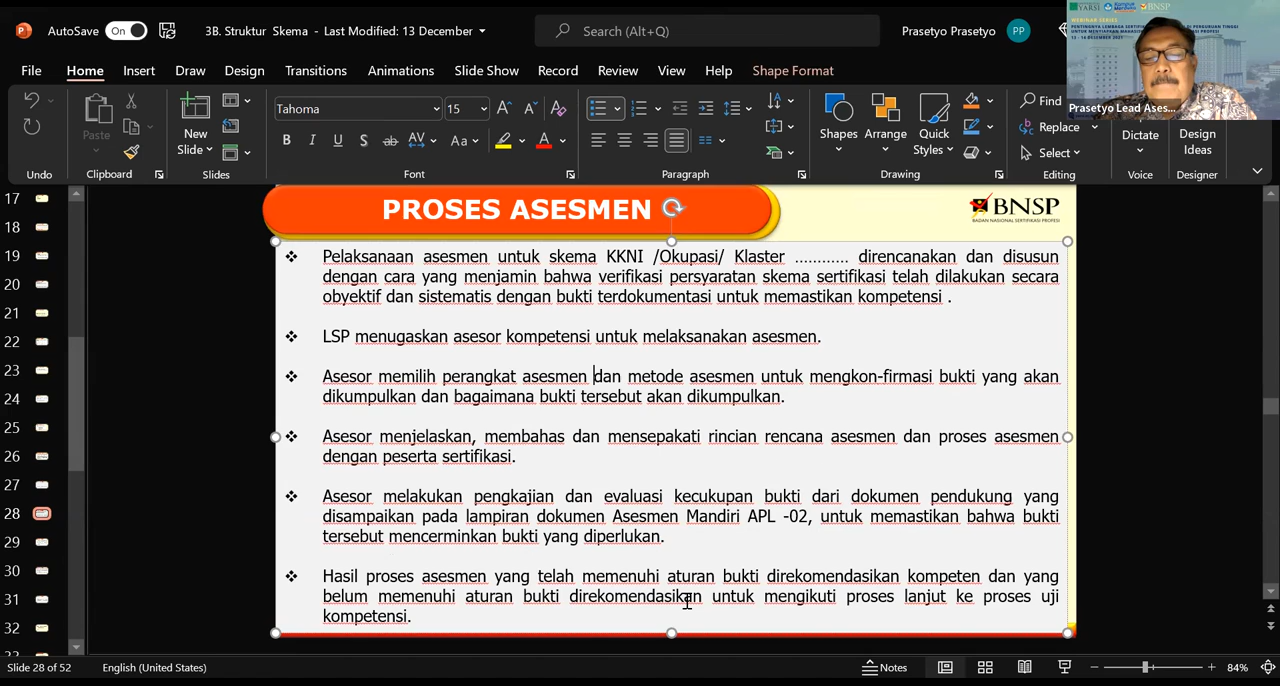 AutoSave On 3B. Struktur Skema - Last Modified: 13 December Search (Alt+Q) Prasetyo Prasetyo PP
File Home Insert Draw Design Transitions Animations Slide Show Record Review View Help Shape Format
YARSI BNSP
WEBINAR SERIES
Prasetyo Lead Ases...
Tahoma 15
Paste New Slide Shapes Arrange Quick Styles Find Replace Select Dictate Design Ideas
Undo Clipboard Slides Font Paragraph Drawing Editing Voice Designer
17
18
19
20
21
22
23
24
25
26
27
28
29
30
31
32
PROSES ASESMEN
BNSP
BADAN NASIONAL SERTIFIKASI PROFESI
❖ Pelaksanaan asesmen untuk skema KKNI /Okupasi/ Klaster ………… direncanakan dan disusun
dengan cara yang menjamin bahwa verifikasi persyaratan skema sertifikasi telah dilakukan secara
obyektif dan sistematis dengan bukti terdokumentasi untuk memastikan kompetensi .
❖ LSP menugaskan asesor kompetensi untuk melaksanakan asesmen.
❖ Asesor memilih perangkat asesmen dan metode asesmen untuk mengkon-firmasi bukti yang akan
dikumpulkan dan bagaimana bukti tersebut akan dikumpulkan.
❖ Asesor menjelaskan, membahas dan mensepakati rincian rencana asesmen dan proses asesmen
dengan peserta sertifikasi.
❖ Asesor melakukan pengkajian dan evaluasi kecukupan bukti dari dokumen pendukung yang
disampaikan pada lampiran dokumen Asesmen Mandiri APL -02, untuk memastikan bahwa bukti
tersebut mencerminkan bukti yang diperlukan.
❖ Hasil proses asesmen yang telah memenuhi aturan bukti direkomendasikan kompeten dan yang
belum memenuhi aturan bukti direkomendasikan untuk mengikuti proses lanjut ke proses uji
kompetensi.
Slide 28 of 52 English (United States) Notes 84%